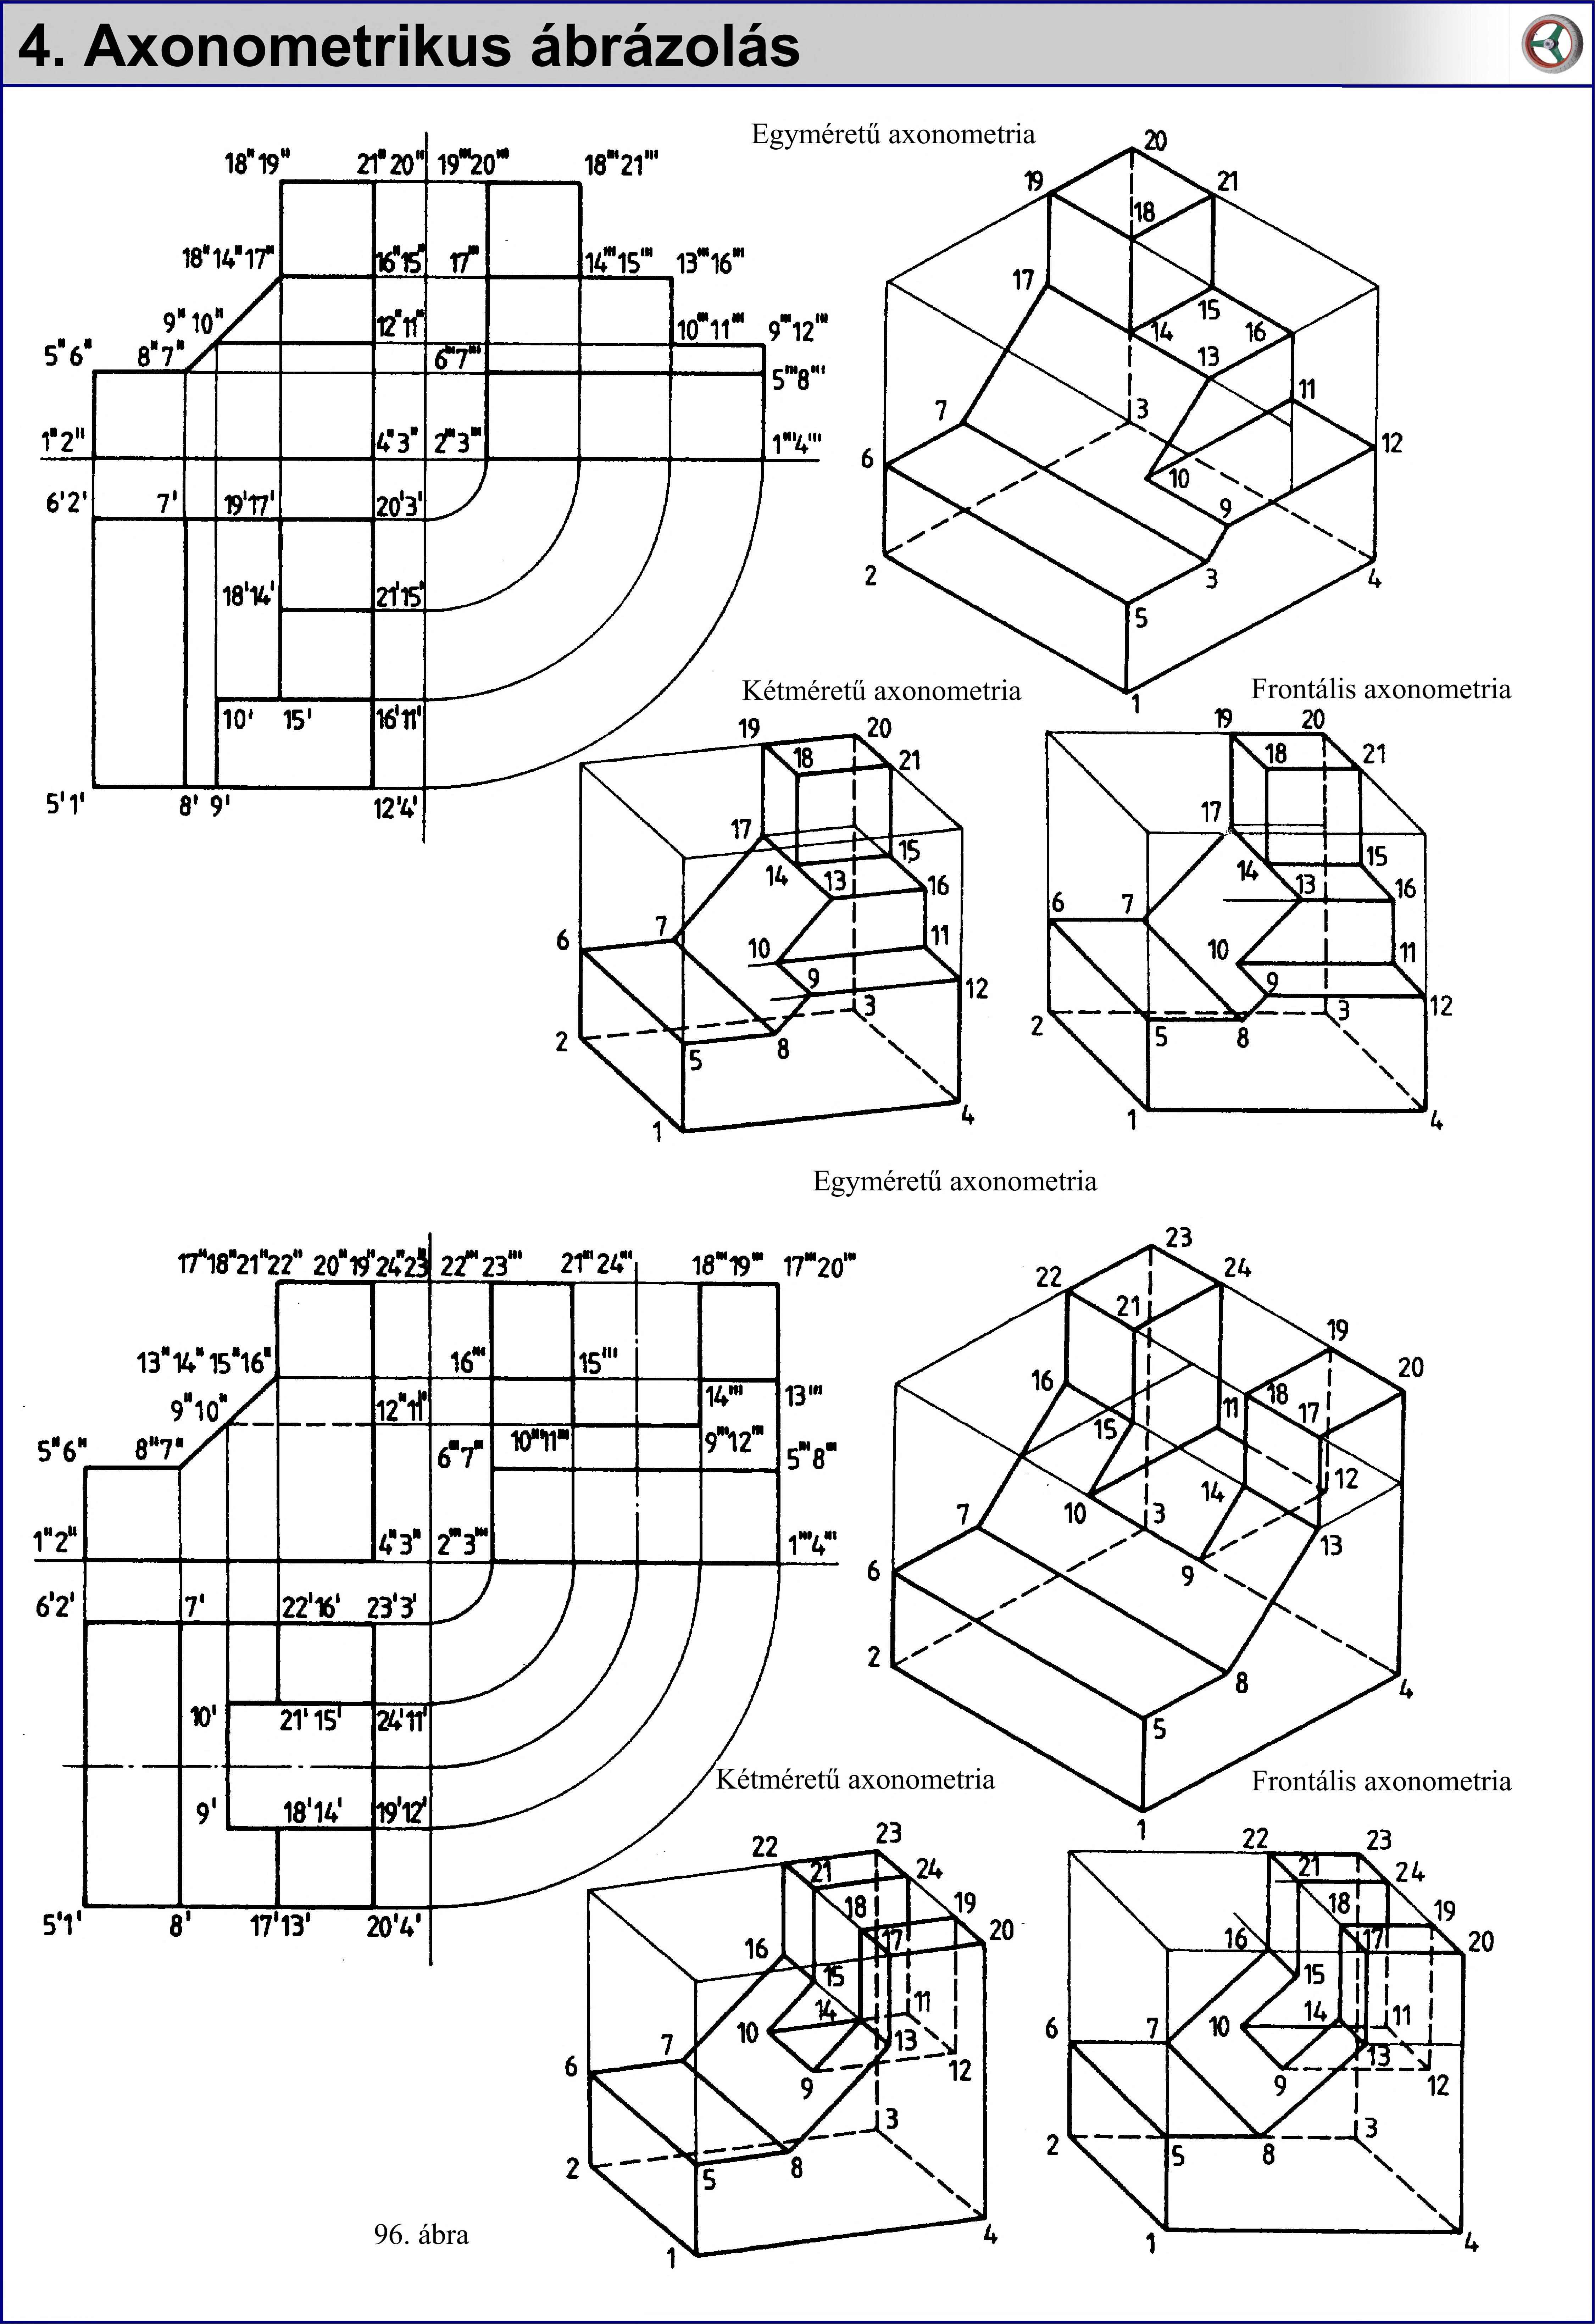 4. Axonometrikus ábrázolás
Egyméretű axonometria
18"19" 21"20" 19'''20''' 18'''21'''
18"14"17" 16"15" 17''' 14'''15''' 13'''16'''
9"10" 12"11" 10'''11''' 9'''12'''
5"6" 8"7" 6'''7''' 5'''8'''
1"2" 4"3" 2'''3''' 1'''4'''
6'2' 7' 19'17' 20'3'
18'14' 21'15'
10' 15' 16'11'
5'1' 8' 9' 12'4'
20
19 21
18
17
15
14 16
13
11
7 3
12
6
10
9
2 3 4
5
1
Kétméretű axonometria
Frontális axonometria
19 20
18 21
17
15
14 13 16
7
6 10 11
9
12
3
2
5 8
4
1
19 20
18 21
17
15
14 13 16
6 7
10 11
9
12
2 3
5 8
1 4
Egyméretű axonometria
17"18"21"22" 20"19"24"23" 22'''23''' 21'''24''' 18'''19''' 17'''20'''
13"14"15"16" 16''' 15''' 14''' 13'''
9"10" 12"11" 10'''11''' 9'''12'''
5"6" 8"7" 6'''7''' 5'''8'''
1"2" 4"3" 2'''3''' 1'''4'''
6'2' 7' 22'16' 23'3'
10' 21'15' 24'11'
9' 18'14' 19'12'
5'1' 8' 17'13' 20'4'
23
22 24
21
19
20
16 18
11 17
15
12
14
10 3
7
13
6 9
2
8 4
5
1
Kétméretű axonometria
Frontális axonometria
22 23
21 24
18 19
17 20
16
15
14 11
10
7 13
6 12
9
3
2
5 8
4
1
22 23
21 24
18 19
16 17 20
15
14 11
6 7 10
13
9 12
3
2
5 8
1 4
96. ábra